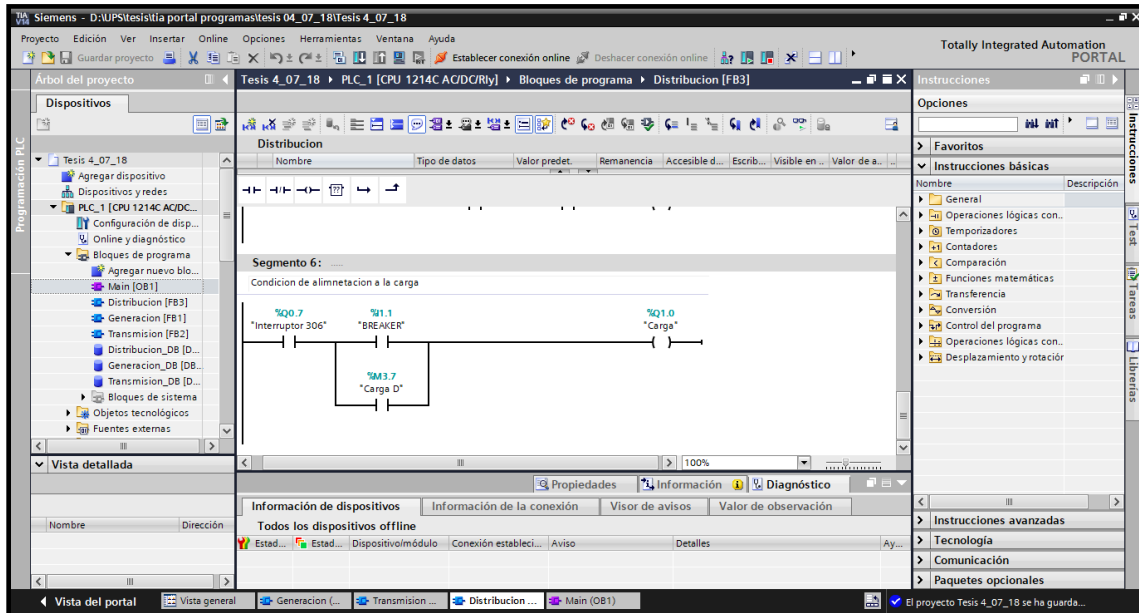 Siemens - D:\UPS\tesis\tia portal programas\tesis 04_07_18\Tesis 4_07_18
Proyecto Edición Ver Insertar Online Opciones Herramientas Ventana Ayuda
Totally Integrated Automation
PORTAL
Guardar proyecto Establecer conexión online Deshacer conexión online
Árbol del proyecto
Tesis 4_07_18 PLC_1 [CPU 1214C AC/DC/Rly] Bloques de programa Distribucion [FB3]
Instrucciones
Dispositivos
Opciones
Programación PLC
Distribucion
Nombre Tipo de datos Valor predet. Remanencia Accesible d... Escrib... Visible en .. Valor de a.. ..
Favoritos
Instrucciones básicas
Nombre Descripción
General
Operaciones lógicas con..
Temporizadores
Contadores
Comparación
Funciones matemáticas
Transferencia
Conversión
Control del programa
Operaciones lógicas con..
Desplazamiento y rotación
Tesis 4_07_18
Agregar dispositivo
Dispositivos y redes
PLC_1 [CPU 1214C AC/DC...
Configuración de disp...
Online y diagnóstico
Bloques de programa
Agregar nuevo blo...
Main [OB1]
Distribucion [FB3]
Generacion [FB1]
Transmision [FB2]
Distribucion_DB [D...
Generacion_DB [DB..
Transmision_DB [D...
Bloques de sistema
Objetos tecnológicos
Fuentes externas
Segmento 6:
Condicion de alimnetacion a la carga
%Q0.7 %I1.1 %Q1.0
"Interruptor 306" "BREAKER" "Carga"
%M3.7
"Carga D"
100%
Instrucciones
Test
Tareas
Librerías
Vista detallada
Nombre Dirección
Propiedades Información Diagnóstico
Información de dispositivos Información de la conexión Visor de avisos Valor de observación
Todos los dispositivos offline
Estad... Estad... Dispositivo/módulo Conexión estableci... Aviso Detalles Ay...
Instrucciones avanzadas
Tecnología
Comunicación
Paquetes opcionales
Vista del portal Vista general Generacion (... Transmision ... Distribucion ... Main (OB1)
El proyecto Tesis 4_07_18 se ha guarda...